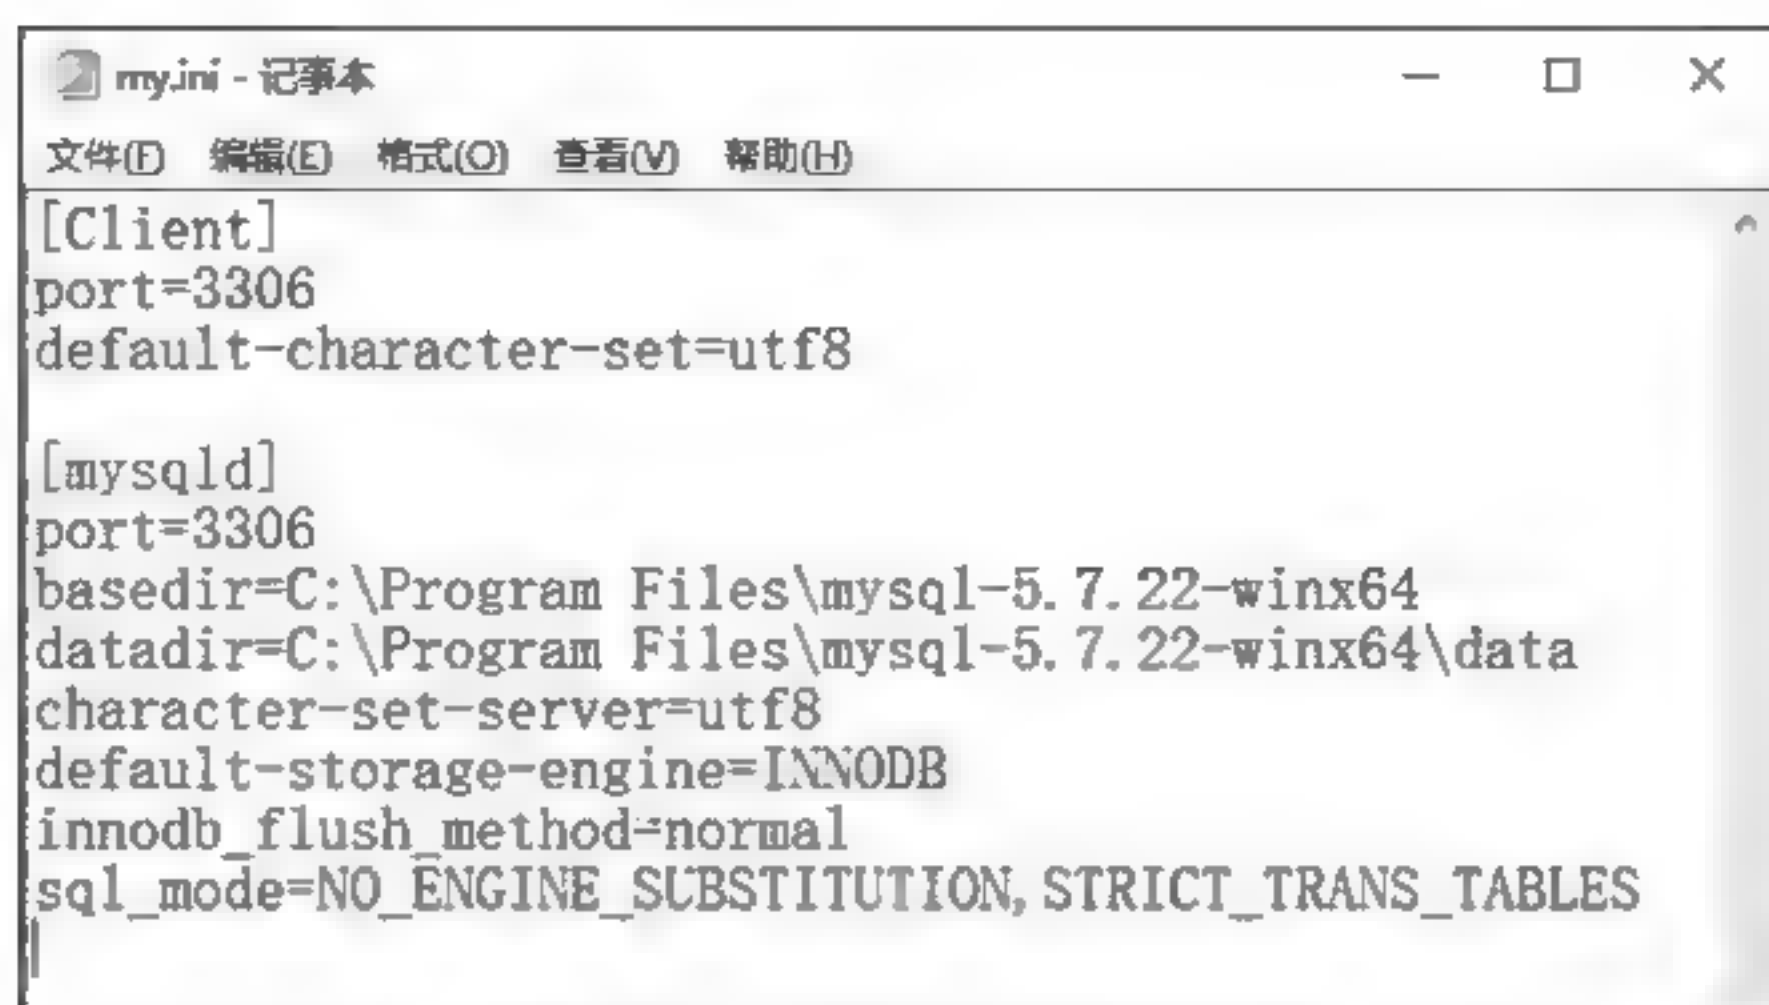 my.ini - 记事本
文件(F) 编辑(E) 格式(O) 查看(V) 帮助(H)
[Client]
port=3306
default-character-set=utf8
[mysqld]
port=3306
basedir=C:\Program Files\mysql-5.7.22-winx64
datadir=C:\Program Files\mysql-5.7.22-winx64\data
character-set-server=utf8
default-storage-engine=INNODB
innodb_flush_method=normal
sql_mode=NO_ENGINE_SUBSTITUTION,STRICT_TRANS_TABLES